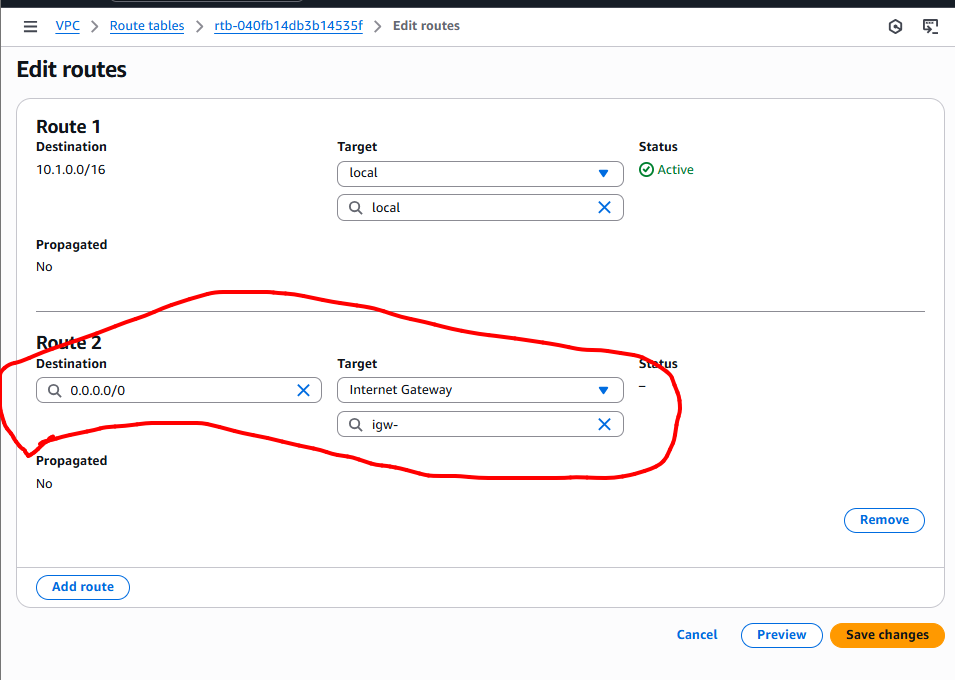 VPC > Route tables > rtb-040fb14db3b14535f > Edit routes
Edit routes
Route 1
Destination
Target
Status
10.1.0.0/16
local
Active
local
Propagated
No
Route 2
Destination
Target
Status
0.0.0.0/0
Internet Gateway
–
igw-
Propagated
No
Remove
Add route
Cancel
Preview
Save changes